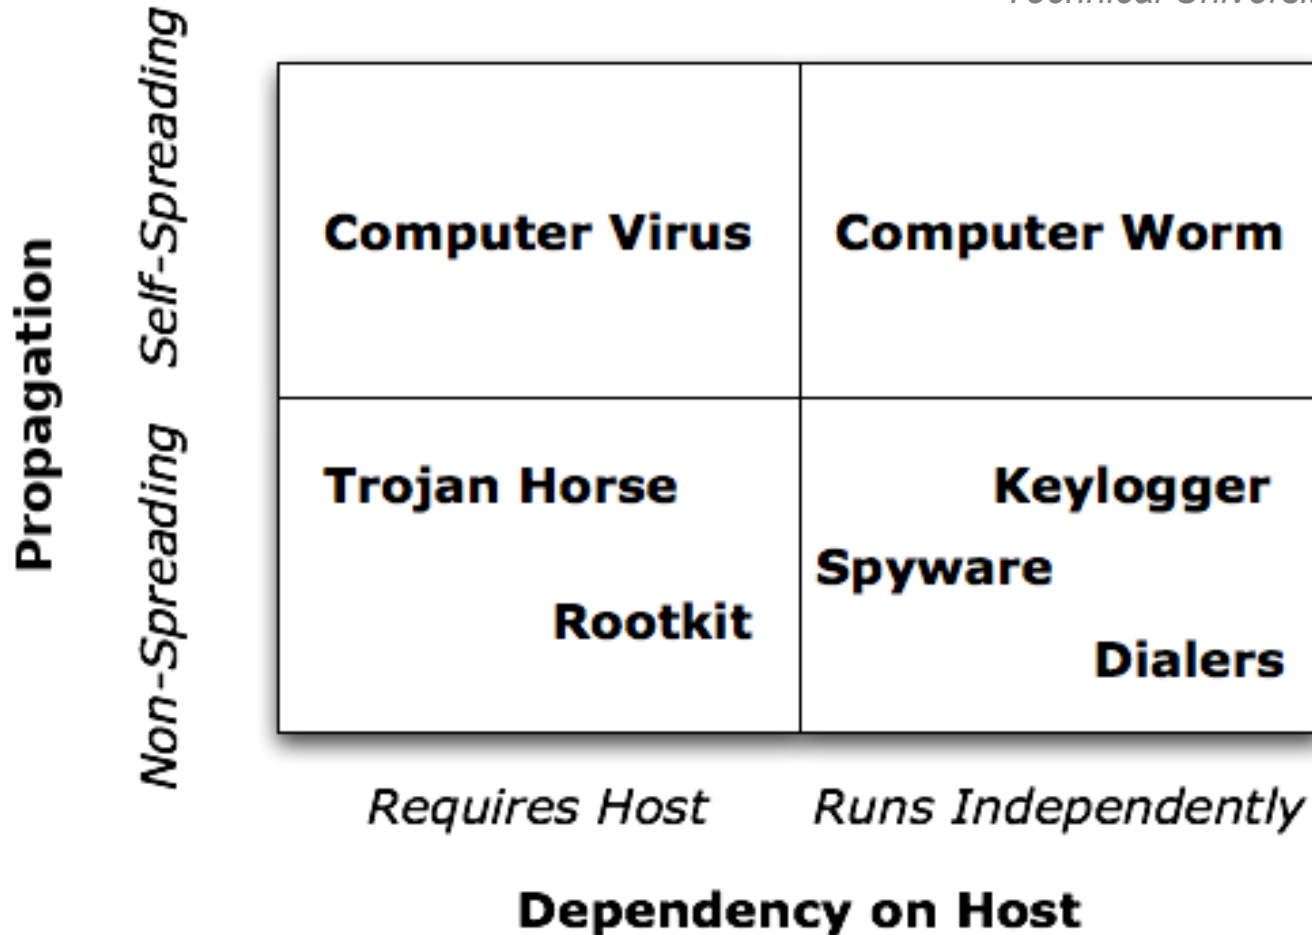 Propagation
Self-Spreading
Non-Spreading
Computer Virus
Computer Worm
Trojan Horse
Keylogger
Spyware
Rootkit
Dialers
Requires Host
Runs Independently
Dependency on Host